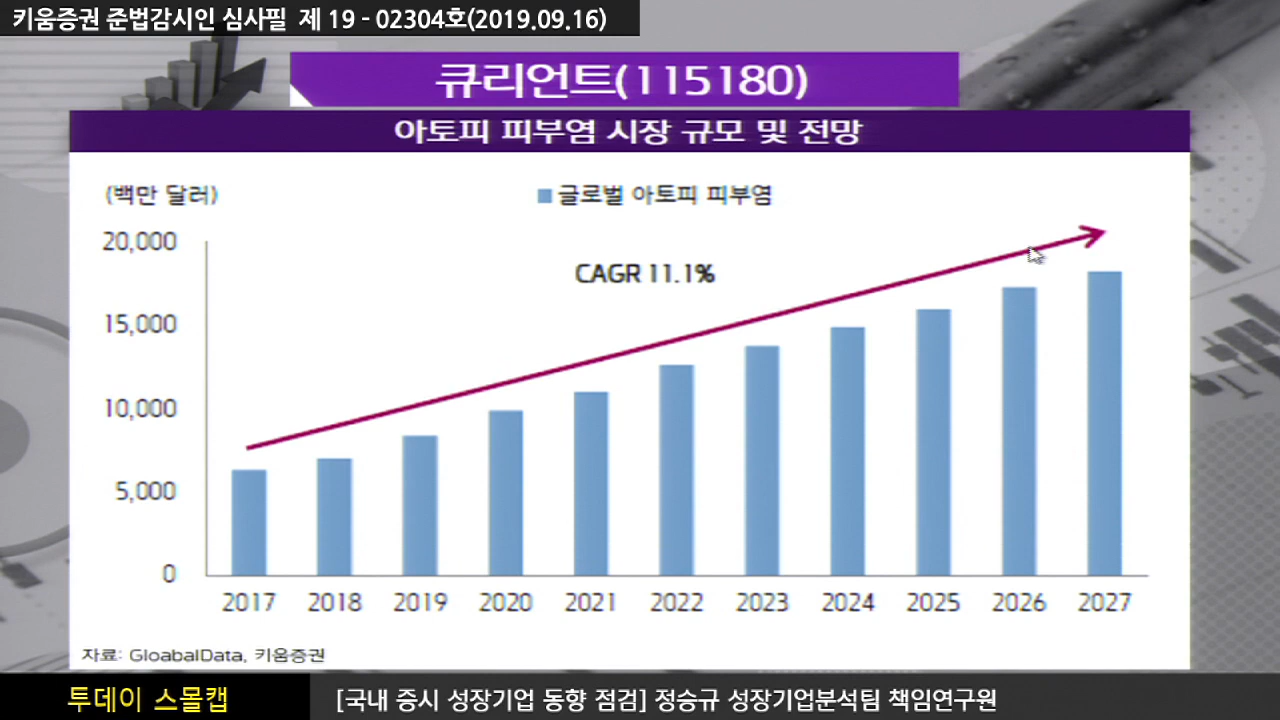 키움증권 준법감시인 심사필 제 19 - 02304호(2019.09.16)
큐리언트(115180)
아토피 피부염 시장 규모 및 전망
(백만 달러)
글로벌 아토피 피부염
20,000
CAGR 11.1%
15,000
10,000
5,000
0
2017 2018 2019 2020 2021 2022 2023 2024 2025 2026 2027
자료: GloabalData, 키움증권
투데이 스몰캡 [국내 증시 성장기업 동향 점검] 정승규 성장기업분석팀 책임연구원